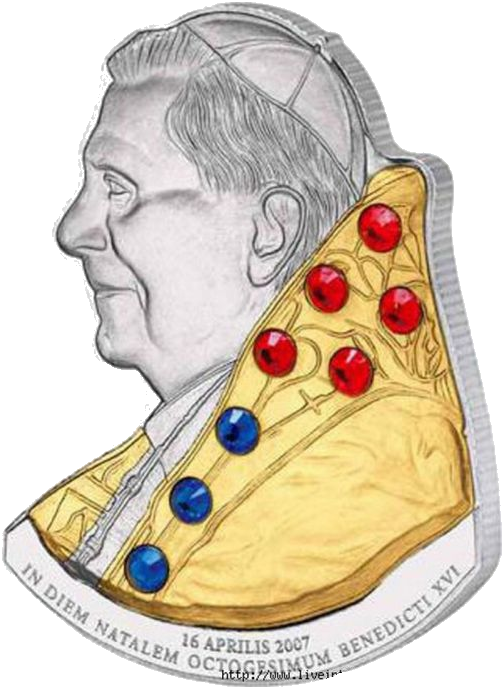 16 APRILIS 2007
IN DIEM NATALEM OCTOGESIMUM BENEDICTI XVI